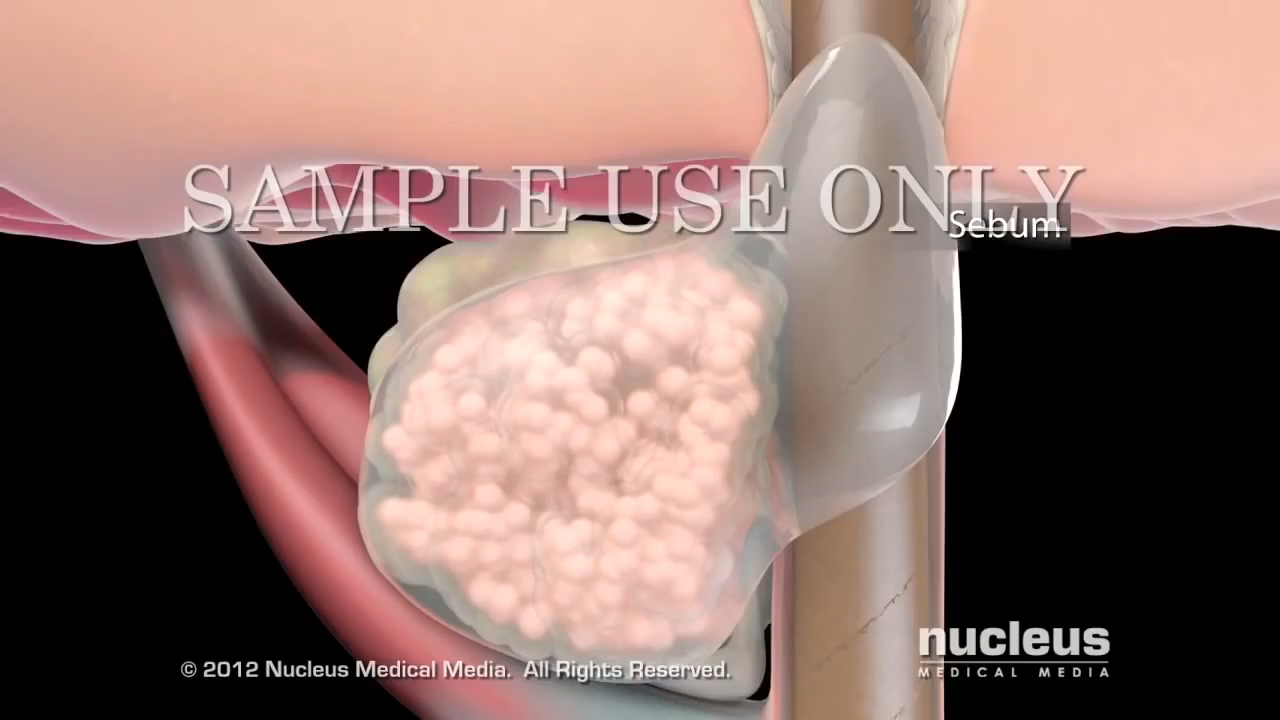 SAMPLE USE ONLY
Sebum
nucleus
MEDICAL MEDIA
© 2012 Nucleus Medical Media. All Rights Reserved.